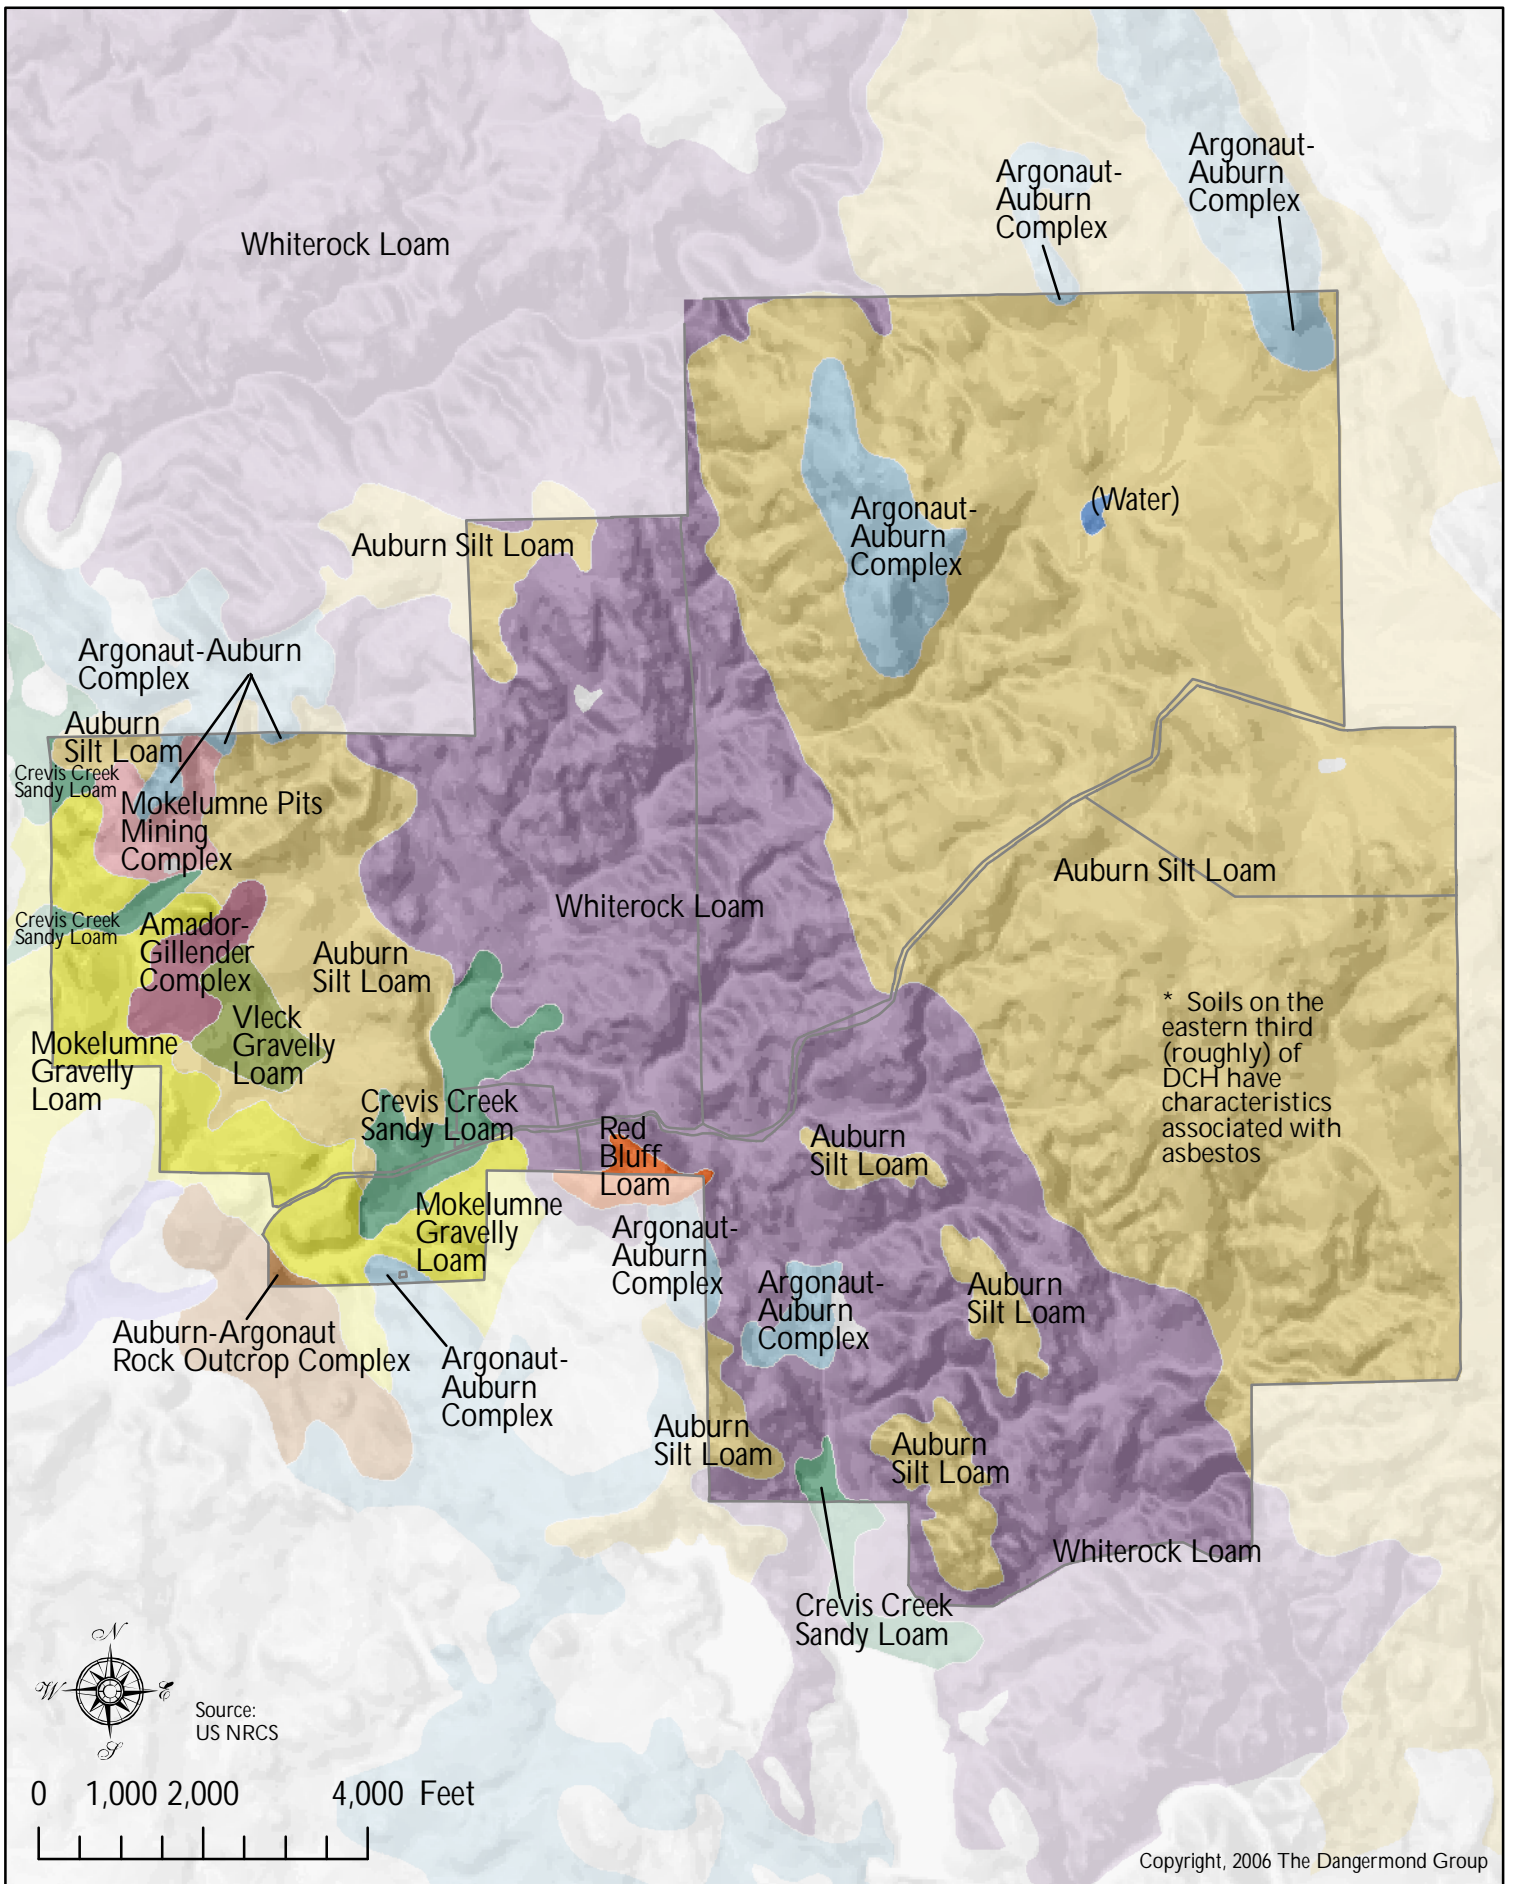 Argonaut-
Auburn
Complex
Argonaut-
Auburn
Complex
Whiterock Loam
(Water)
Argonaut-
Auburn
Complex
Auburn Silt Loam
Argonaut-Auburn
Complex
Auburn
Silt Loam
Crevis Creek
Sandy Loam
Mokelumne Pits
Mining
Complex
Auburn Silt Loam
Whiterock Loam
Crevis Creek
Sandy Loam
Amador-
Gillender
Complex
Auburn
Silt Loam
* Soils on the
eastern third
(roughly) of
DCH have
characteristics
associated with
asbestos
Vleck
Gravelly
Loam
Mokelumne
Gravelly
Loam
Crevis Creek
Sandy Loam
Red
Bluff
Loam
Auburn
Silt Loam
Mokelumne
Gravelly
Loam
Argonaut-
Auburn
Complex
Argonaut-
Auburn
Complex
Auburn
Silt Loam
Auburn-Argonaut
Rock Outcrop Complex
Argonaut-
Auburn
Complex
Auburn
Silt Loam
Auburn
Silt Loam
Whiterock Loam
Crevis Creek
Sandy Loam
N
W
E
S
Source:
US NRCS
0 1,000 2,000 4,000 Feet
Copyright, 2006 The Dangermond Group